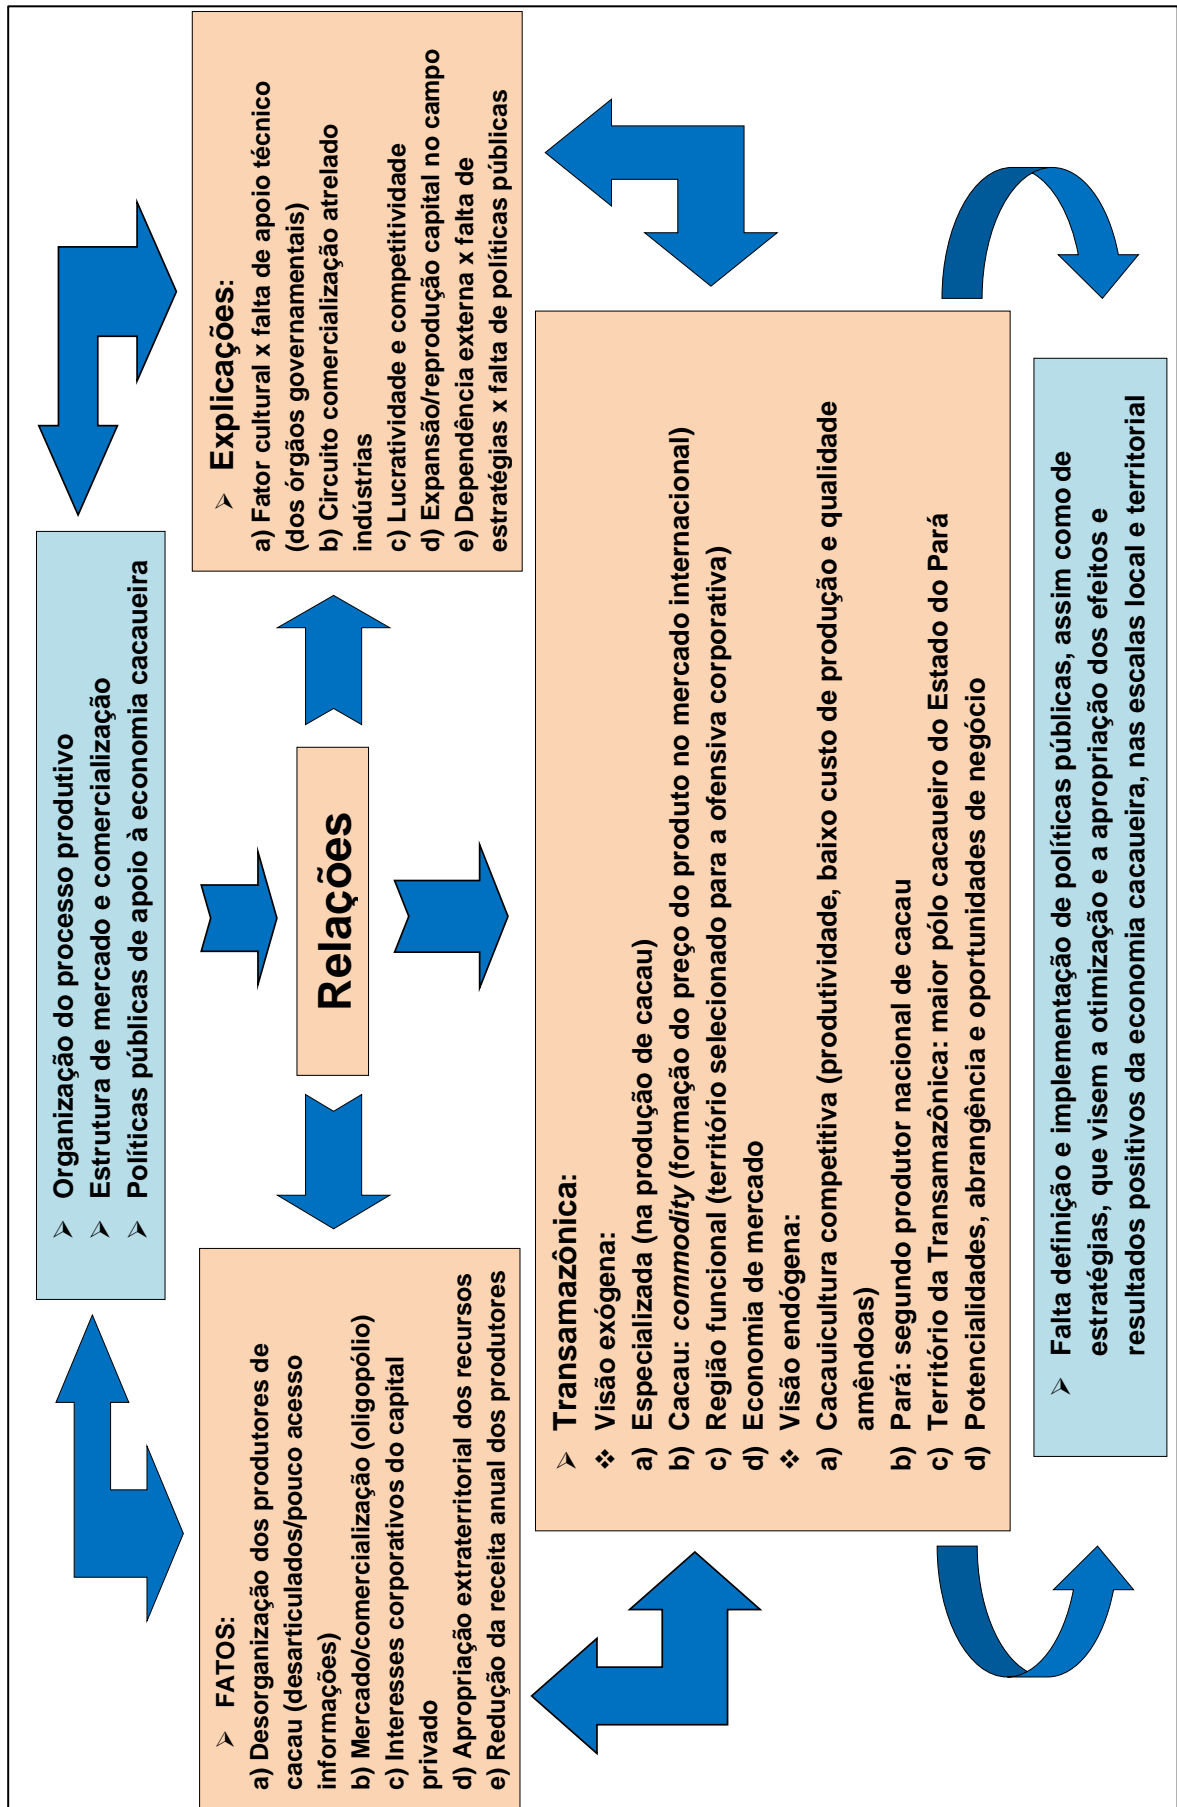 ➢ Organização do processo produtivo
➢ Estrutura de mercado e comercialização
➢ Políticas públicas de apoio à economia cacaueira
➢ FATOS:
a) Desorganização dos produtores de
cacau (desarticulados/pouco acesso
informações)
b) Mercado/comercialização (oligopólio)
c) Interesses corporativos do capital
privado
d) Apropriação extraterritorial dos recursos
e) Redução da receita anual dos produtores
Relações
➢ Explicações:
a) Fator cultural x falta de apoio técnico
(dos órgãos governamentais)
b) Circuito comercialização atrelado
indústrias
c) Lucratividade e competitividade
d) Expansão/reprodução capital no campo
e) Dependência externa x falta de
estratégias x falta de políticas públicas
➢ Transamazônica:
❖ Visão exógena:
a) Especializada (na produção de cacau)
b) Cacau: commodity (formação do preço do produto no mercado internacional)
c) Região funcional (território selecionado para a ofensiva corporativa)
d) Economia de mercado
❖ Visão endógena:
a) Cacauicultura competitiva (produtividade, baixo custo de produção e qualidade
amêndoas)
b) Pará: segundo produtor nacional de cacau
c) Território da Transamazônica: maior pólo cacaueiro do Estado do Pará
d) Potencialidades, abrangência e oportunidades de negócio
➢ Falta definição e implementação de políticas públicas, assim como de
estratégias, que visem a otimização e a apropriação dos efeitos e
resultados positivos da economia cacaueira, nas escalas local e territorial